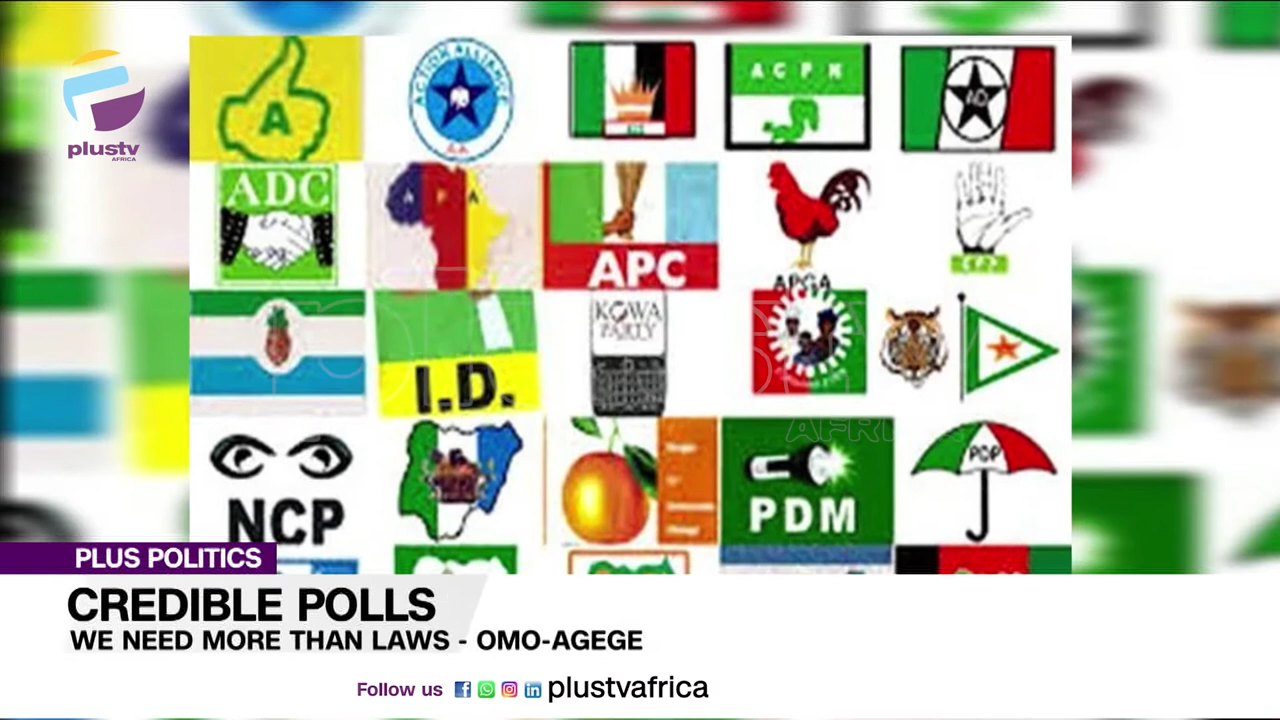 plustv
AFRICA
A
ACTION ALLIANCE
A.A.
ACPN
AD
ADC
A P A
APC
APGA
I.D.
KOWA
PARTY
NCP
PDM
PDP
PLUS POLITICS
CREDIBLE POLLS
WE NEED MORE THAN LAWS - OMO-AGEGE
Follow us plustvafrica